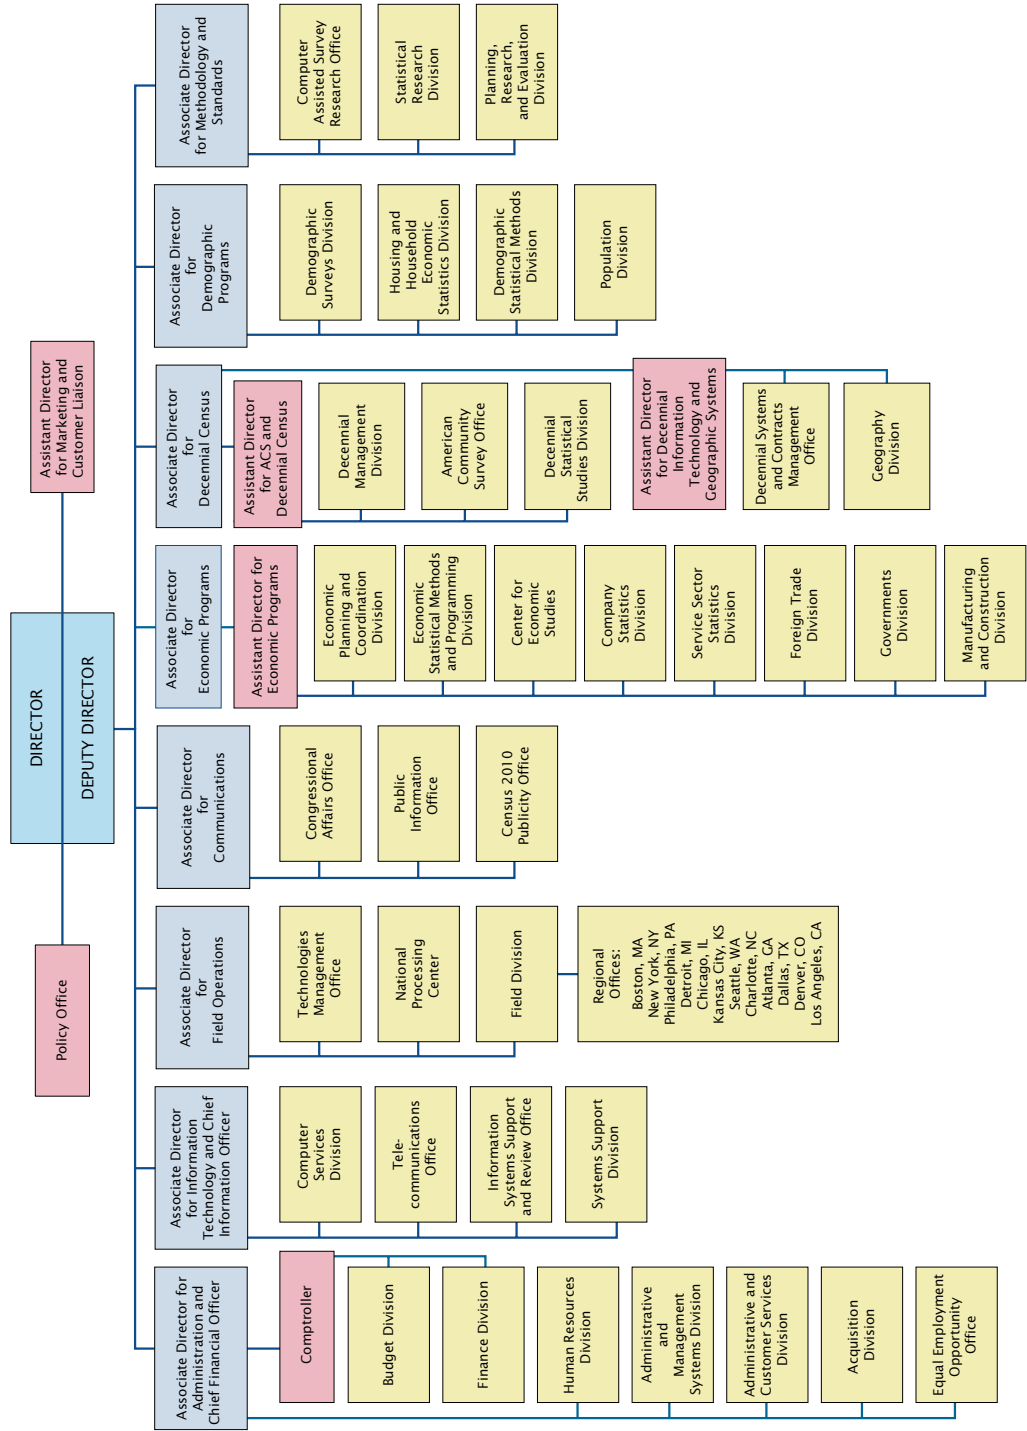 DIRECTOR
DEPUTY DIRECTOR
Policy Office
Assistant Director
for Marketing and
Customer Liaison
Associate Director for
Administration and
Chief Financial Officer
Comptroller
Budget Division
Finance Division
Human Resources
Division
Administrative
and
Management
Systems Division
Administrative and
Customer Services
Division
Acquisition
Division
Equal Employment
Opportunity
Office
Associate Director
for Information
Technology and Chief
Information Officer
Computer
Services
Division
Tele-
communications
Office
Information
Systems Support
and Review Office
Systems Support
Division
Associate Director
for
Field Operations
Technologies
Management
Office
National
Processing
Center
Field Division
Regional
Offices:
Boston, MA
New York, NY
Philadelphia, PA
Detroit, MI
Chicago, IL
Kansas City, KS
Seattle, WA
Charlotte, NC
Atlanta, GA
Dallas, TX
Denver, CO
Los Angeles, CA
Associate Director
for
Communications
Congressional
Affairs Office
Public
Information
Office
Census 2010
Publicity Office
Associate Director
for
Economic Programs
Assistant Director for
Economic Programs
Economic
Planning and
Coordination
Division
Economic
Statistical Methods
and Programming
Division
Center for
Economic
Studies
Company
Statistics
Division
Service Sector
Statistics
Division
Foreign Trade
Division
Governments
Division
Manufacturing
and Construction
Division
Associate Director
for
Decennial Census
Assistant Director
for ACS and
Decennial Census
Decennial
Management
Division
American
Community
Survey Office
Decennial
Statistical
Studies Division
Assistant Director
for Decennial
Information
Technology and
Geographic Systems
Decennial Systems
and Contracts
Management
Office
Geography
Division
Associate Director
for
Demographic
Programs
Demographic
Surveys Division
Housing and
Household
Economic
Statistics Division
Demographic
Statistical Methods
Division
Population
Division
Associate Director
for Methodology and
Standards
Computer
Assisted Survey
Research Office
Statistical
Research
Division
Planning,
Research,
and Evaluation
Division